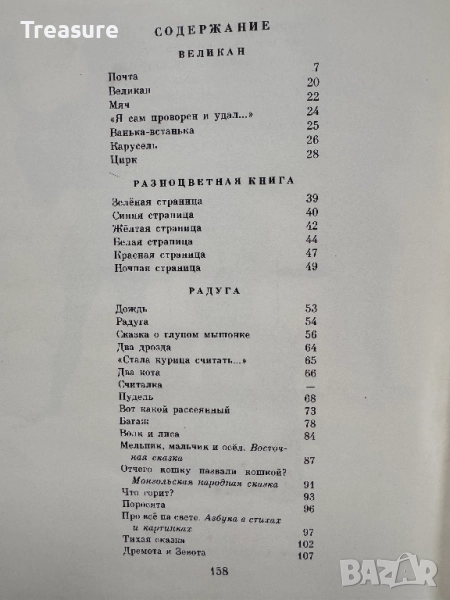 Treasure
СОДЕРЖАНИЕ
ВЕЛИКАН
Почта 7
Великан 20
Мяч 22
«Я сам проворен и удал...» 24
Ванька-встанька 25
Карусель 26
Цирк 28
РАЗНОЦВЕТНАЯ КНИГА
Зелёная страница 39
Синяя страница 40
Жёлтая страница 42
Белая страница 44
Красная страница 47
Ночная страница 49
РАДУГА
Дождь 53
Радуга 54
Сказка о глупом мышонке 56
Два дрозда 64
«Стала курица считать...» 65
Два кота 66
Считалка —
Пудель 68
Вот какой рассеянный 73
Багаж 78
Волк и лиса 84
Мельник, мальчик и осёл. Восточ-
ная сказка 87
Отчего кошку назвали кошкой?
Монгольская народная сказка 91
Что горит? 93
Поросята 96
Про всё на свете. Азбука в стихах
и картинках 97
Тихая сказка 102
Дремота и Зевота 107
158
BAZAR